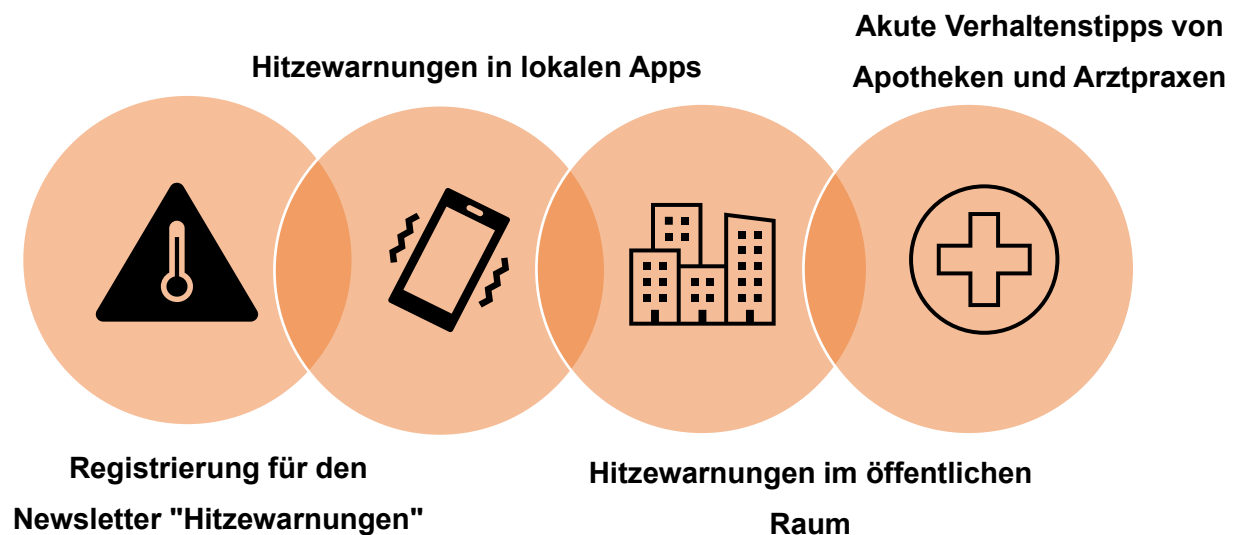 Akute Verhaltenstipps von
Apotheken und Arztpraxen
Hitzewarnungen in lokalen Apps
Registrierung für den
Newsletter "Hitzewarnungen"
Hitzewarnungen im öffentlichen
Raum